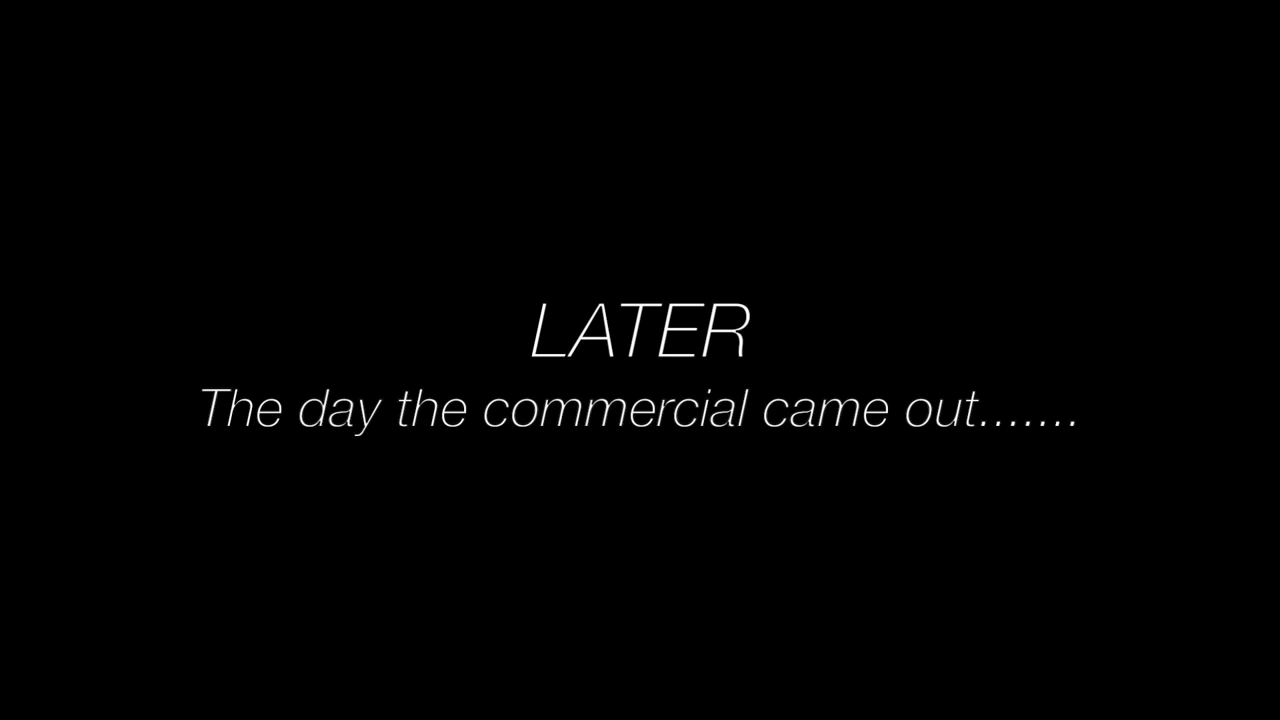 LATER
The day the commercial came out.......